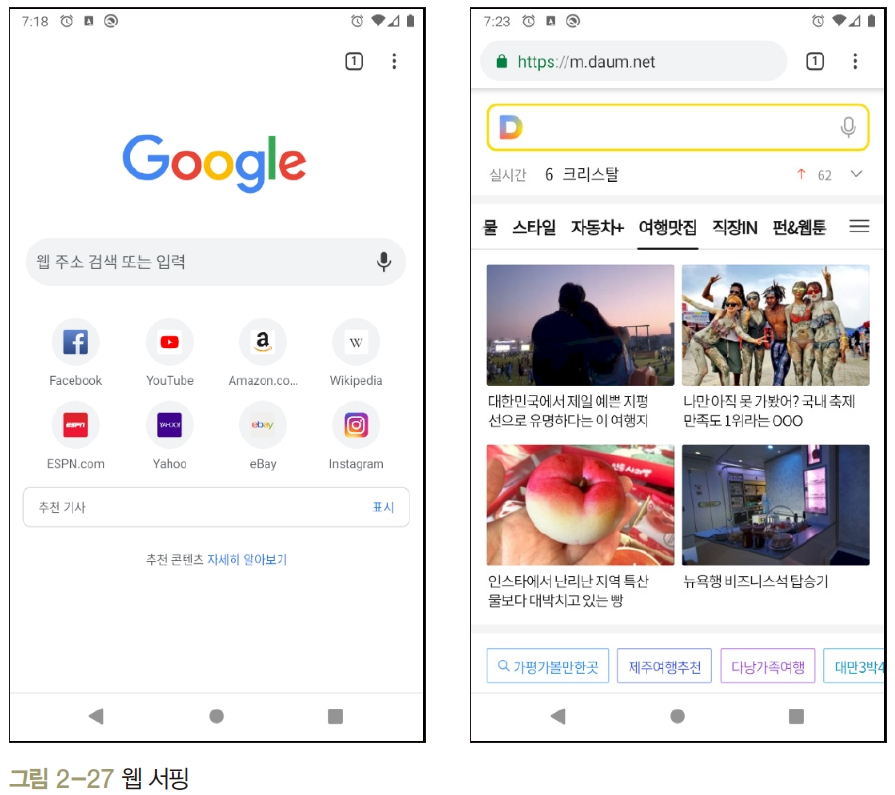 7:18
1
Google
웹 주소 검색 또는 입력
Facebook
YouTube
Amazon.co...
Wikipedia
ESPN.com
Yahoo
eBay
Instagram
추천 기사
표시
추천 콘텐츠 자세히 알아보기
7:23
https://m.daum.net
1
D
실시간 6 크리스탈 ↑ 62
물 스타일 자동차+ 여행맛집 직장IN 펀&웹툰
대한민국에서 제일 예쁜 지평
선으로 유명하다는 이 여행지
나만 아직 못 가봤어? 국내 축제
만족도 1위라는 OOO
인스타에서 난리난 지역 특산
물보다 대박치고 있는 빵
뉴욕행 비즈니스석 탑승기
가평가볼만한곳
제주여행추천
다낭가족여행
대만3박4
그림 2-27 웹 서핑